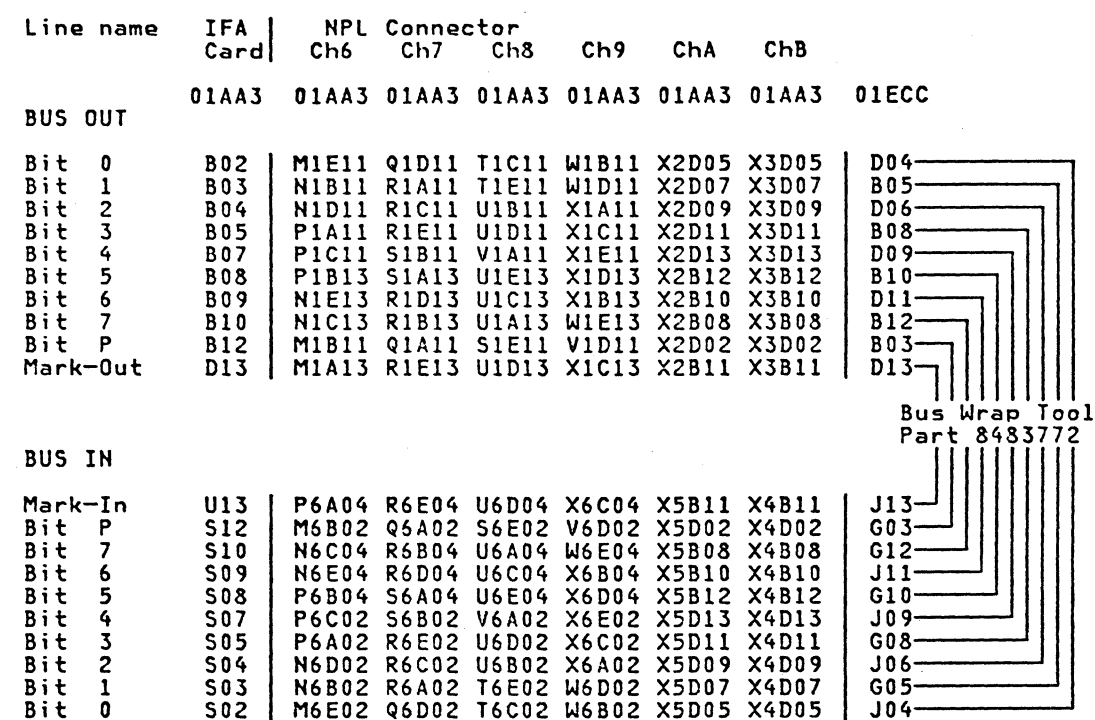 Line name IFA NPL Connector
Card Ch6 Ch7 Ch8 Ch9 ChA ChB
01AA3 01AA3 01AA3 01AA3 01AA3 01AA3 01AA3 01ECC
BUS OUT
Bit 0 B02 M1E11 Q1D11 T1C11 W1B11 X2D05 X3D05 D04
Bit 1 B03 N1B11 R1A11 T1E11 W1D11 X2D07 X3D07 B05
Bit 2 B04 N1D11 R1C11 U1B11 X1A11 X2D09 X3D09 D06
Bit 3 B05 P1A11 R1E11 U1D11 X1C11 X2D11 X3D11 B08
Bit 4 B07 P1C11 S1B11 V1A11 X1E11 X2D13 X3D13 D09
Bit 5 B08 P1B13 S1A13 U1E13 X1D13 X2B12 X3B12 B10
Bit 6 B09 N1E13 R1D13 U1C13 X1B13 X2B10 X3B10 D11
Bit 7 B10 N1C13 R1B13 U1A13 W1E13 X2B08 X3B08 B12
Bit P B12 M1B11 Q1A11 S1E11 V1D11 X2D02 X3D02 B03
Mark-Out D13 M1A13 R1E13 U1D13 X1C13 X2B11 X3B11 D13
Bus Wrap Tool
Part 8483772
BUS IN
Mark-In U13 P6A04 R6E04 U6D04 X6C04 X5B11 X4B11 J13
Bit P S12 M6B02 Q6A02 S6E02 V6D02 X5D02 X4D02 G03
Bit 7 S10 N6C04 R6B04 U6A04 W6E04 X5B08 X4B08 G12
Bit 6 S09 N6E04 R6D04 U6C04 X6B04 X5B10 X4B10 J11
Bit 5 S08 P6B04 S6A04 U6E04 X6D04 X5B12 X4B12 G10
Bit 4 S07 P6C02 S6B02 V6A02 X6E02 X5D13 X4D13 J09
Bit 3 S05 P6A02 R6E02 U6D02 X6C02 X5D11 X4D11 G08
Bit 2 S04 N6D02 R6C02 U6B02 X6A02 X5D09 X4D09 J06
Bit 1 S03 N6B02 R6A02 T6E02 W6D02 X5D07 X4D07 G05
Bit 0 S02 M6E02 Q6D02 T6C02 W6B02 X5D05 X4D05 J04